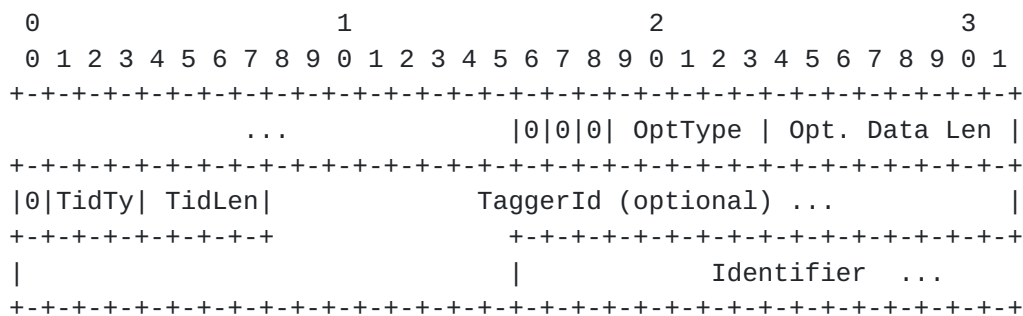 0                   1                   2                   3
 0 1 2 3 4 5 6 7 8 9 0 1 2 3 4 5 6 7 8 9 0 1 2 3 4 5 6 7 8 9 0 1
+-+-+-+-+-+-+-+-+-+-+-+-+-+-+-+-+-+-+-+-+-+-+-+-+-+-+-+-+-+-+-+-+
               ...              |0|0|0| OptType | Opt. Data Len |
+-+-+-+-+-+-+-+-+-+-+-+-+-+-+-+-+-+-+-+-+-+-+-+-+-+-+-+-+-+-+-+-+
|0|TidTy| TidLen|             TaggerId (optional) ...           |
+-+-+-+-+-+-+-+-+               +-+-+-+-+-+-+-+-+-+-+-+-+-+-+-+-+
|                               |            Identifier  ...
+-+-+-+-+-+-+-+-+-+-+-+-+-+-+-+-+-+-+-+-+-+-+-+-+-+-+-+-+-+-+-+-+